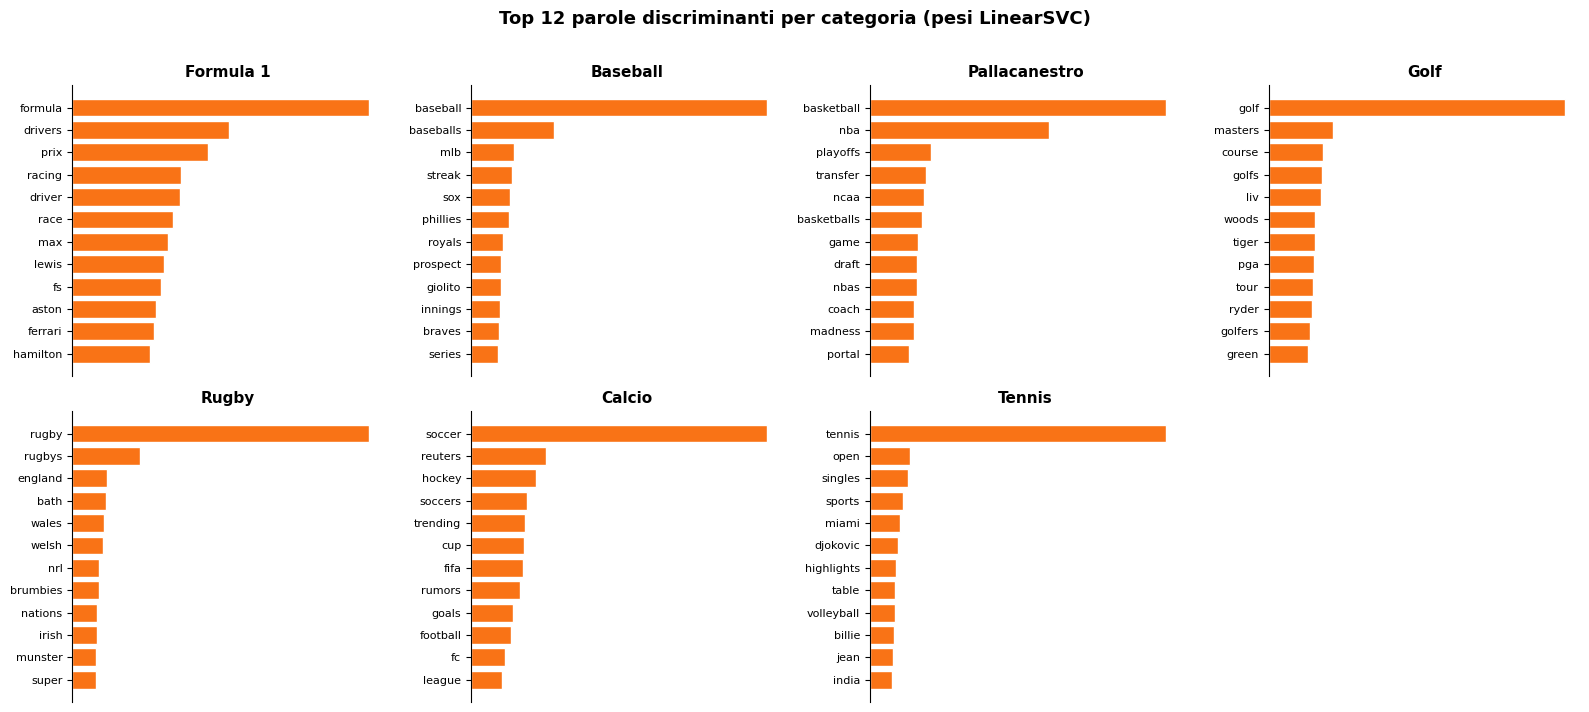 Top 12 parole discriminanti per categoria (pesi LinearSVC)
Formula 1
formula
drivers
prix
racing
driver
race
max
lewis
fs
aston
ferrari
hamilton
Baseball
baseball
baseballs
mlb
streak
sox
phillies
royals
prospect
giolito
innings
braves
series
Pallacanestro
basketball
nba
playoffs
transfer
ncaa
basketballs
game
draft
nbas
coach
madness
portal
Golf
golf
masters
course
golfs
liv
woods
tiger
pga
tour
ryder
golfers
green
Rugby
rugby
rugbys
england
bath
wales
welsh
nrl
brumbies
nations
irish
munster
super
Calcio
soccer
reuters
hockey
soccers
trending
cup
fifa
rumors
goals
football
fc
league
Tennis
tennis
open
singles
sports
miami
djokovic
highlights
table
volleyball
billie
jean
india